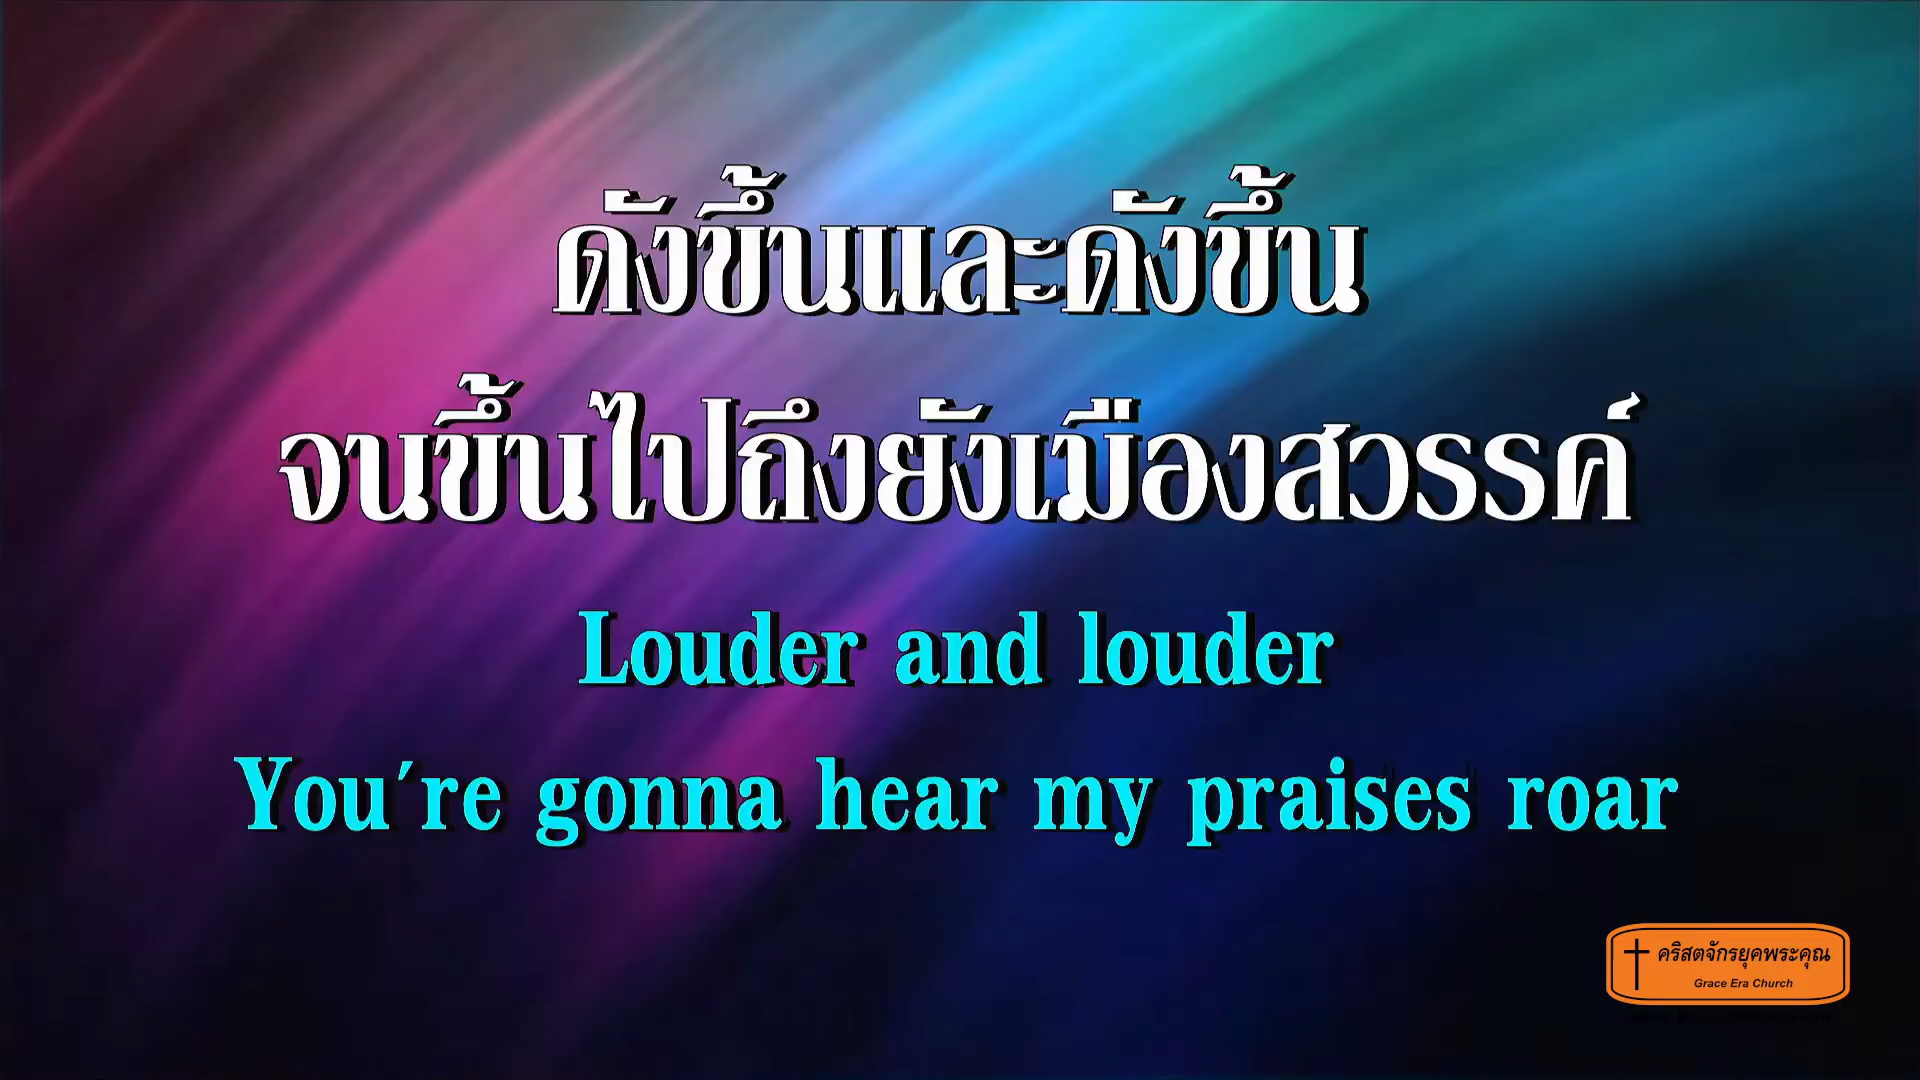 ดังขึ้นและดังขึ้น
จนขึ้นไปถึงยังเมืองสวรรค์
Louder and louder
You're gonna hear my praises roar
คริสตจักรยุคพระคุณ
Grace Era Church